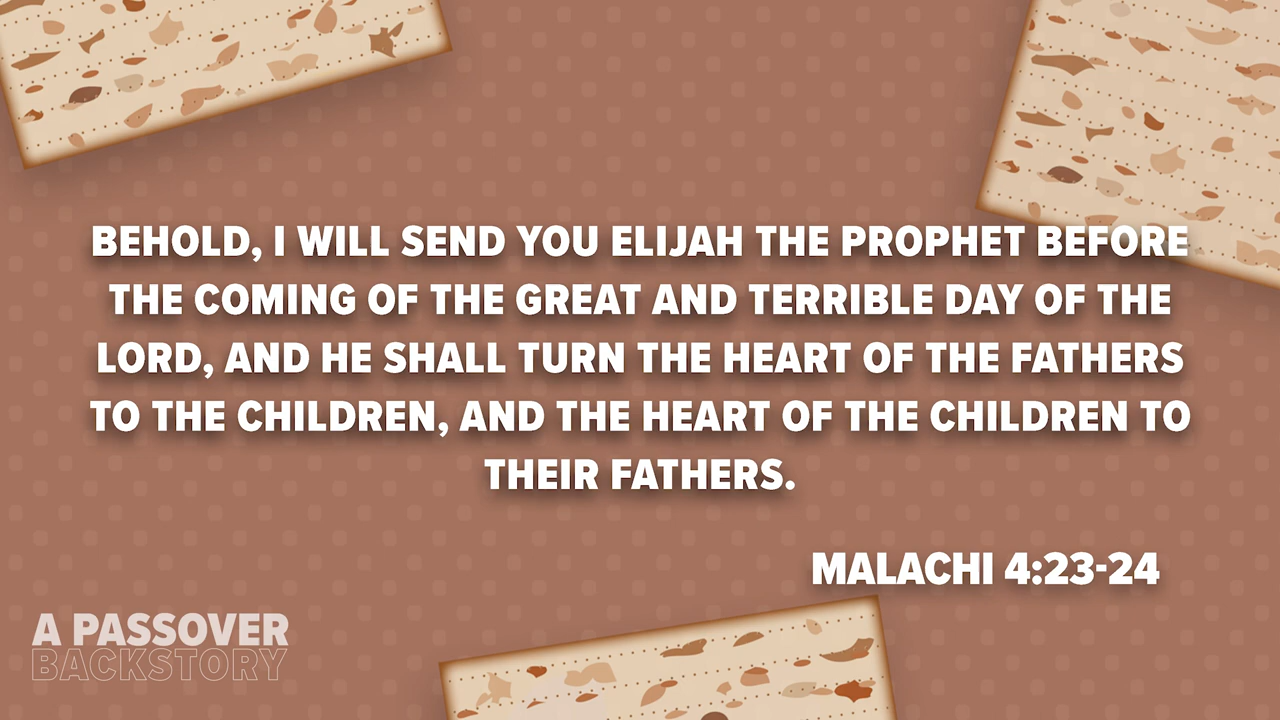 BEHOLD, I WILL SEND YOU ELIJAH THE PROPHET BEFORE
THE COMING OF THE GREAT AND TERRIBLE DAY OF THE
LORD, AND HE SHALL TURN THE HEART OF THE FATHERS
TO THE CHILDREN, AND THE HEART OF THE CHILDREN TO
THEIR FATHERS.
MALACHI 4:23-24
A PASSOVER
BACKSTORY